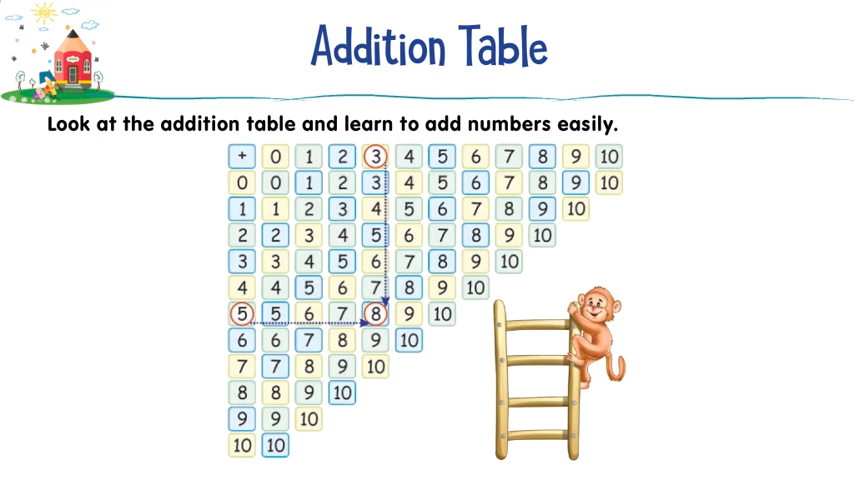 Addition Table
Look at the addition table and learn to add numbers easily.
+ 0 1 2 3 4 5 6 7 8 9 10
0 0 1 2 3 4 5 6 7 8 9 10
1 1 2 3 4 5 6 7 8 9 10
2 2 3 4 5 6 7 8 9 10
3 3 4 5 6 7 8 9 10
4 4 5 6 7 8 9 10
5 5 6 7 8 9 10
6 6 7 8 9 10
7 7 8 9 10
8 8 9 10
9 9 10
10 10